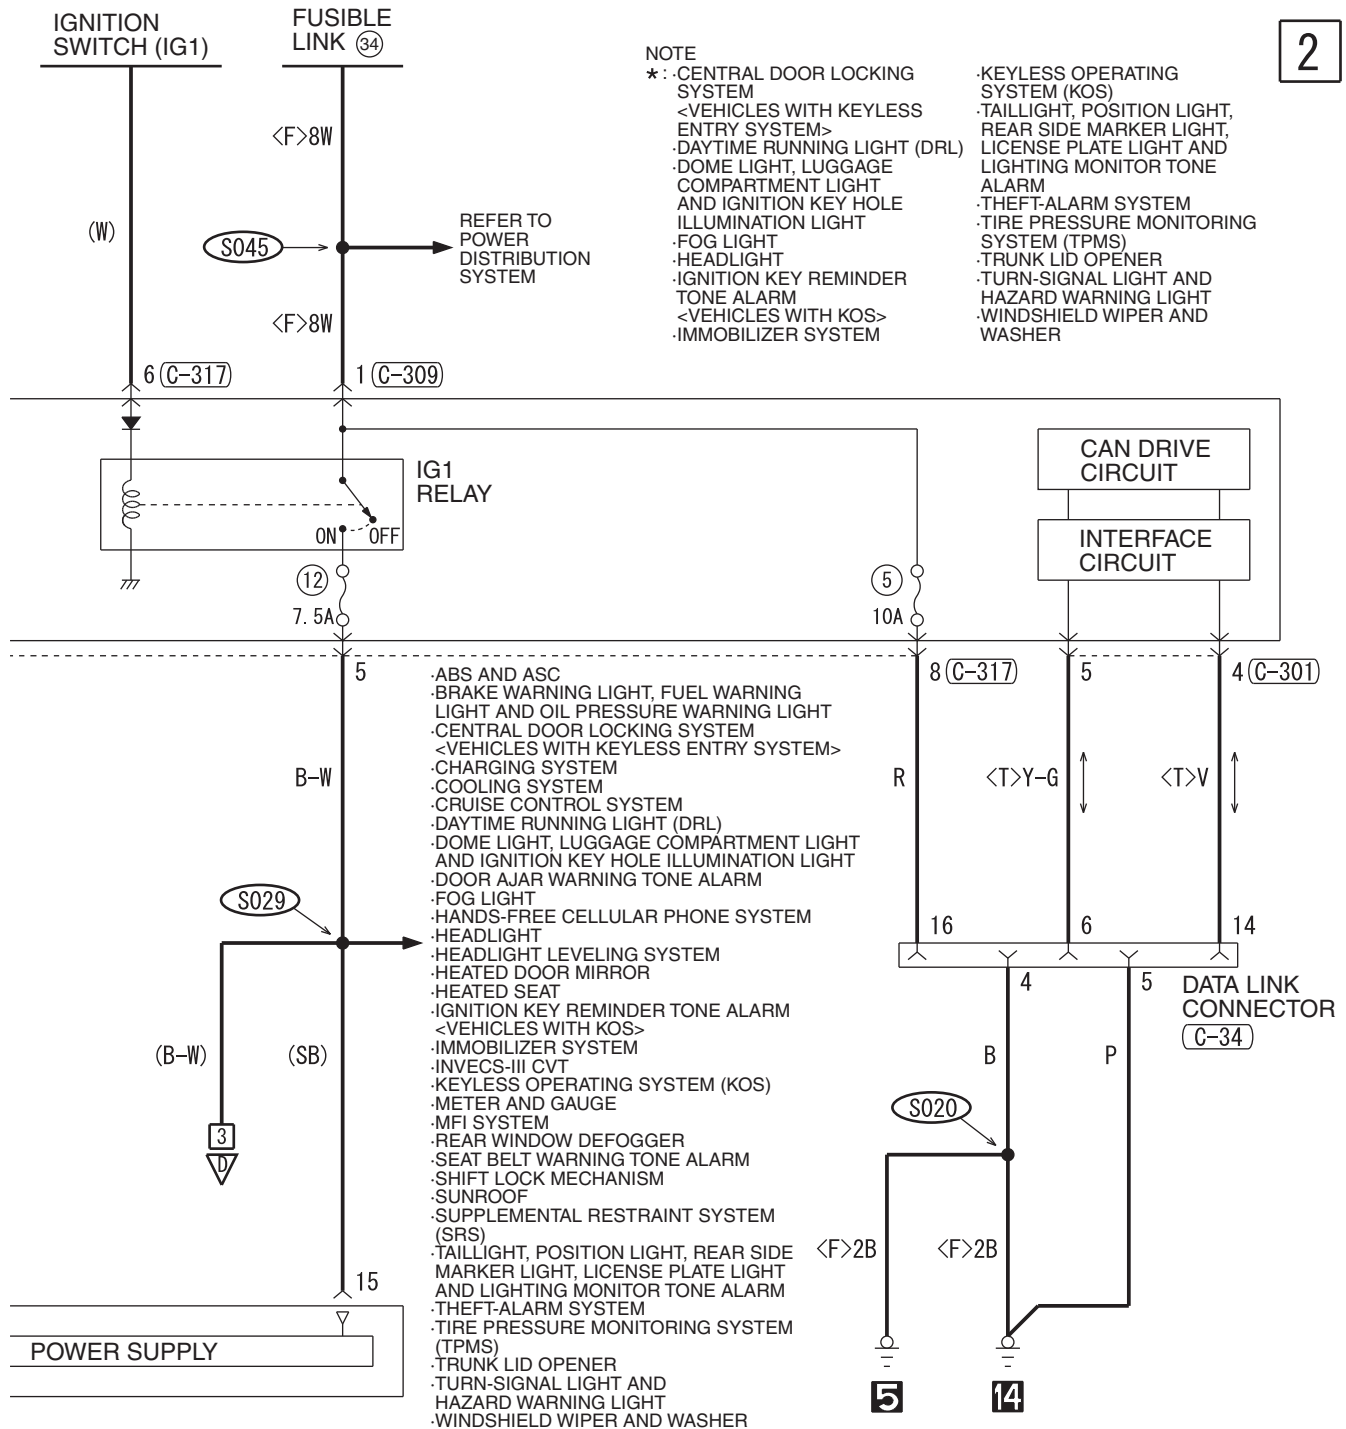 IGNITION
SWITCH (IG1)
FUSIBLE
LINK 34
2
NOTE
*: ·CENTRAL DOOR LOCKING
SYSTEM
<VEHICLES WITH KEYLESS
ENTRY SYSTEM>
·DAYTIME RUNNING LIGHT (DRL)
·DOME LIGHT, LUGGAGE
COMPARTMENT LIGHT
AND IGNITION KEY HOLE
ILLUMINATION LIGHT
·FOG LIGHT
·HEADLIGHT
·IGNITION KEY REMINDER
TONE ALARM
<VEHICLES WITH KOS>
·IMMOBILIZER SYSTEM
·KEYLESS OPERATING
SYSTEM (KOS)
·TAILLIGHT, POSITION LIGHT,
REAR SIDE MARKER LIGHT,
LICENSE PLATE LIGHT AND
LIGHTING MONITOR TONE
ALARM
·THEFT-ALARM SYSTEM
·TIRE PRESSURE MONITORING
SYSTEM (TPMS)
·TRUNK LID OPENER
·TURN-SIGNAL LIGHT AND
HAZARD WARNING LIGHT
·WINDSHIELD WIPER AND
WASHER
<F>8W
(W)
S045
REFER TO
POWER
DISTRIBUTION
SYSTEM
<F>8W
6 (C-317)
1 (C-309)
IG1
RELAY
ON OFF
CAN DRIVE
CIRCUIT
INTERFACE
CIRCUIT
12
7.5A
5
10A
5
8 (C-317)
5
4 (C-301)
B-W
R
<T>Y-G
<T>V
·ABS AND ASC
·BRAKE WARNING LIGHT, FUEL WARNING
LIGHT AND OIL PRESSURE WARNING LIGHT
·CENTRAL DOOR LOCKING SYSTEM
<VEHICLES WITH KEYLESS ENTRY SYSTEM>
·CHARGING SYSTEM
·COOLING SYSTEM
·CRUISE CONTROL SYSTEM
·DAYTIME RUNNING LIGHT (DRL)
·DOME LIGHT, LUGGAGE COMPARTMENT LIGHT
AND IGNITION KEY HOLE ILLUMINATION LIGHT
·DOOR AJAR WARNING TONE ALARM
·FOG LIGHT
·HANDS-FREE CELLULAR PHONE SYSTEM
·HEADLIGHT
·HEADLIGHT LEVELING SYSTEM
·HEATED DOOR MIRROR
·HEATED SEAT
·IGNITION KEY REMINDER TONE ALARM
<VEHICLES WITH KOS>
·IMMOBILIZER SYSTEM
·INVECS-III CVT
·KEYLESS OPERATING SYSTEM (KOS)
·METER AND GAUGE
·MFI SYSTEM
·REAR WINDOW DEFOGGER
·SEAT BELT WARNING TONE ALARM
·SHIFT LOCK MECHANISM
·SUNROOF
·SUPPLEMENTAL RESTRAINT SYSTEM
(SRS)
·TAILLIGHT, POSITION LIGHT, REAR SIDE
MARKER LIGHT, LICENSE PLATE LIGHT
AND LIGHTING MONITOR TONE ALARM
·THEFT-ALARM SYSTEM
·TIRE PRESSURE MONITORING SYSTEM
(TPMS)
·TRUNK LID OPENER
·TURN-SIGNAL LIGHT AND
HAZARD WARNING LIGHT
·WINDSHIELD WIPER AND WASHER
S029
(B-W)
(SB)
3
D
15
POWER SUPPLY
16
6
14
4
5
DATA LINK
CONNECTOR
(C-34)
B
P
S020
<F>2B
<F>2B
5
14